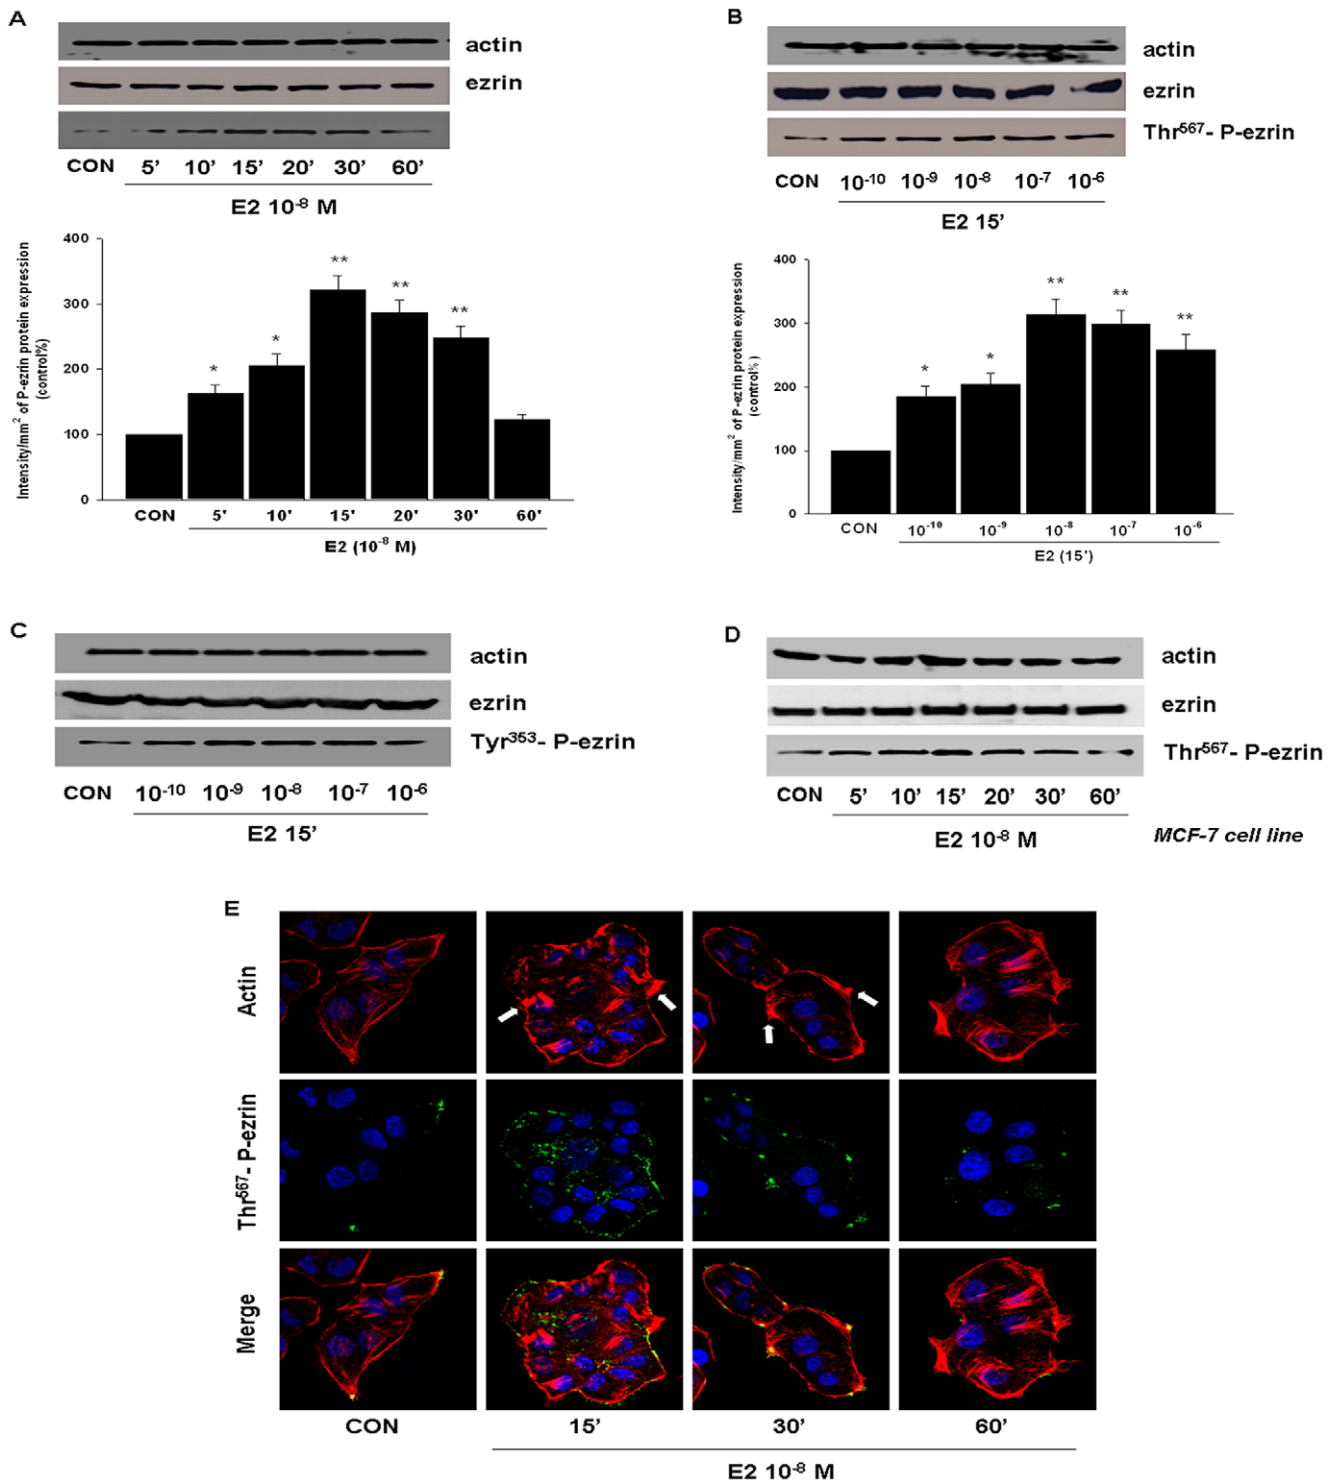 A
actin
ezrin
CON 5' 10' 15' 20' 30' 60'
E2 10⁻⁸ M
Intensity/mm² of P-ezrin protein expression
(control%)
400
300
200
100
0
* * ** ** **
CON 5' 10' 15' 20' 30' 60'
E2 (10⁻⁸ M)
B
actin
ezrin
Thr⁵⁶⁷- P-ezrin
CON 10⁻¹⁰ 10⁻⁹ 10⁻⁸ 10⁻⁷ 10⁻⁶
E2 15'
Intensity/mm² of P-ezrin protein expression
(control%)
400
300
200
100
0
* * ** ** **
CON 10⁻¹⁰ 10⁻⁹ 10⁻⁸ 10⁻⁷ 10⁻⁶
E2 (15')
C
actin
ezrin
Tyr³⁵³- P-ezrin
CON 10⁻¹⁰ 10⁻⁹ 10⁻⁸ 10⁻⁷ 10⁻⁶
E2 15'
D
actin
ezrin
Thr⁵⁶⁷- P-ezrin
CON 5' 10' 15' 20' 30' 60'
E2 10⁻⁸ M
MCF-7 cell line
E
Actin
Thr⁵⁶⁷- P-ezrin
Merge
CON 15' 30' 60'
E2 10⁻⁸ M